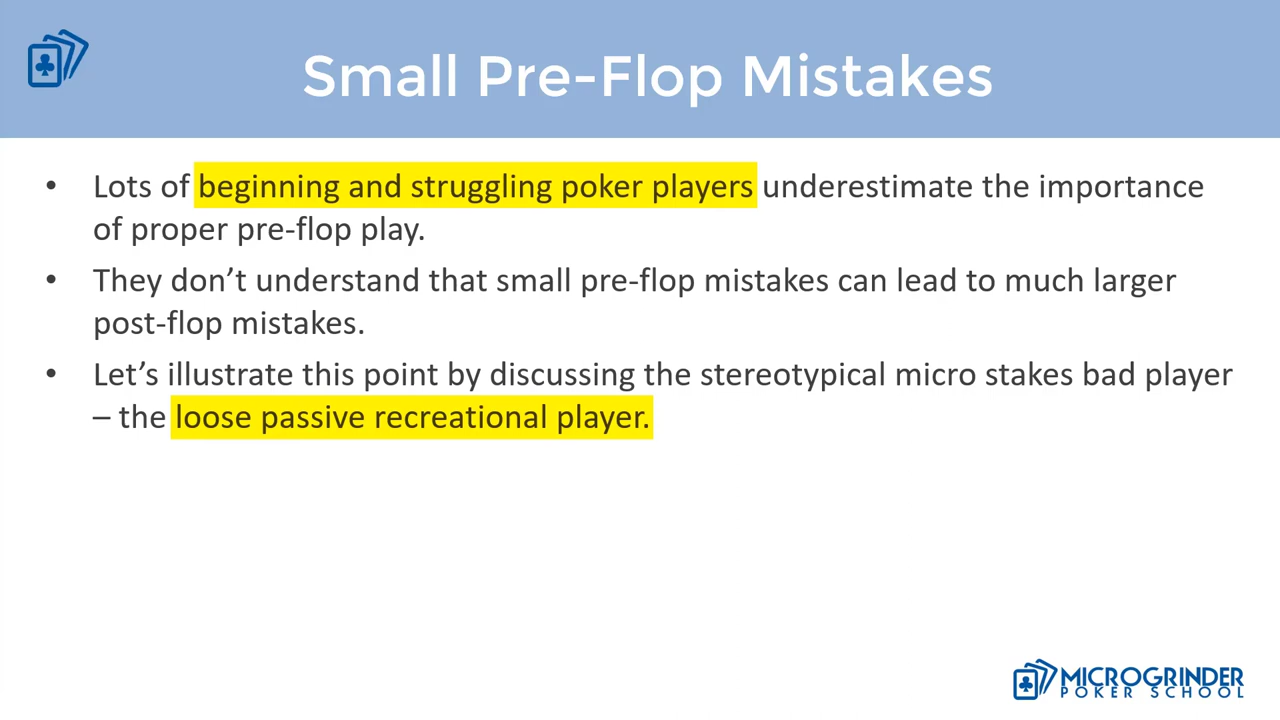 Small Pre-Flop Mistakes
• Lots of beginning and struggling poker players underestimate the importance
of proper pre-flop play.
• They don’t understand that small pre-flop mistakes can lead to much larger
post-flop mistakes.
• Let’s illustrate this point by discussing the stereotypical micro stakes bad player
– the loose passive recreational player.
MICROGRINDER
POKER SCHOOL